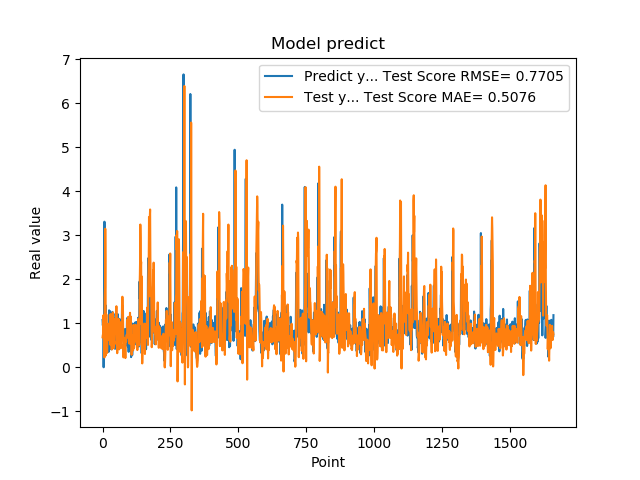 Model predict
Predict y... Test Score RMSE= 0.7705
Test y... Test Score MAE= 0.5076
Real value
7
6
5
4
3
2
1
0
−1
0 250 500 750 1000 1250 1500
Point